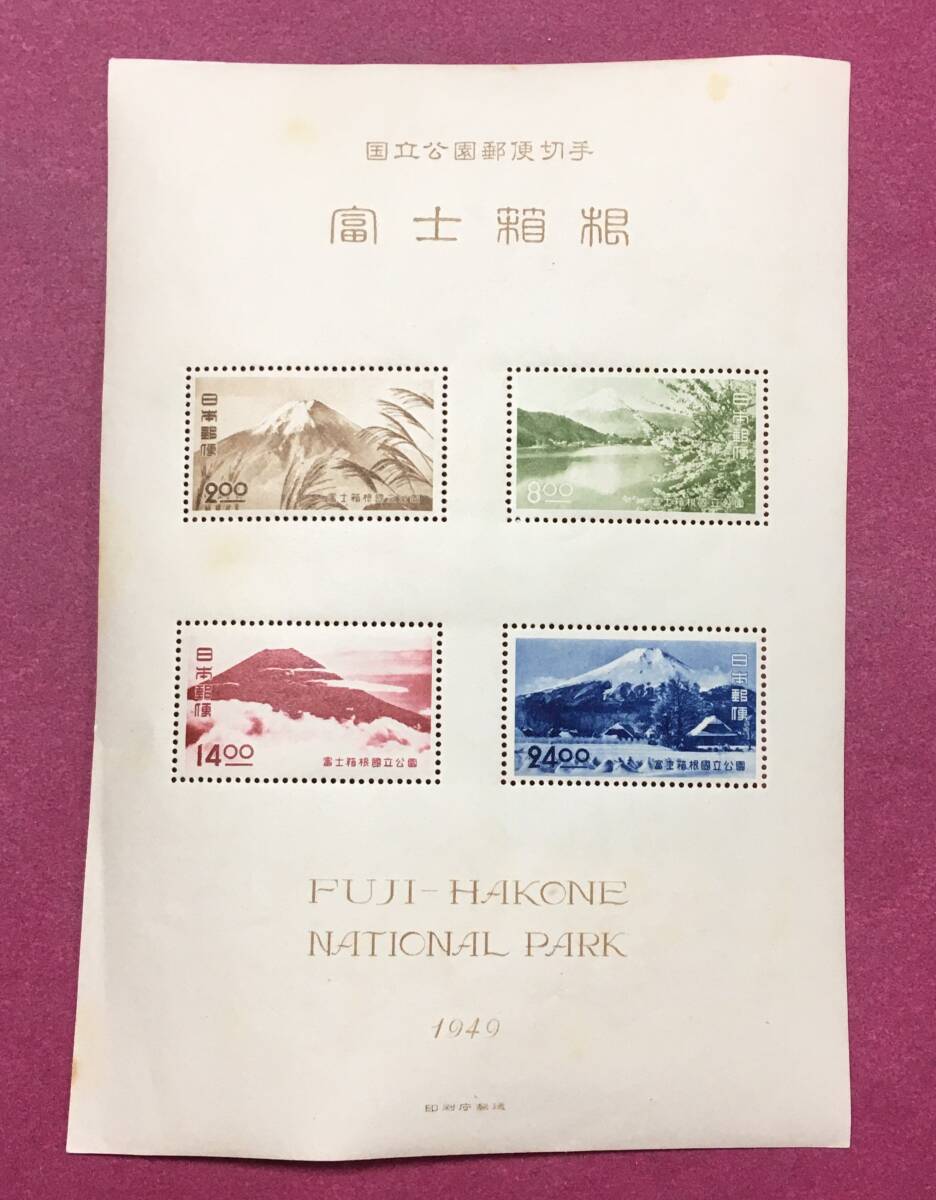 国立公園郵便切手
富士箱根
日本郵便
2.00
富士箱根國立公園
日本郵便
8.00
富士箱根國立公園
日本郵便
14.00
富士箱根國立公園
日本郵便
24.00
富士箱根國立公園
FUJI-HAKONE
NATIONAL PARK
1949
印刷庁製造